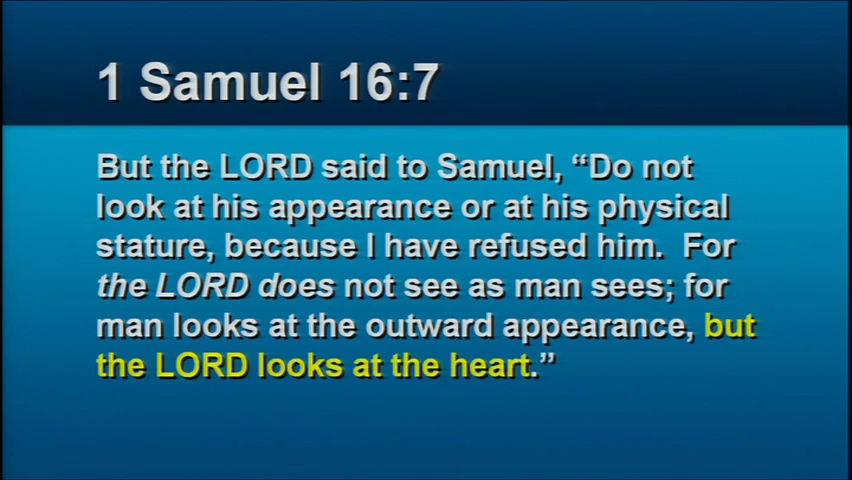 1 Samuel 16:7
But the LORD said to Samuel, “Do not
look at his appearance or at his physical
stature, because I have refused him.  For
the LORD does not see as man sees; for
man looks at the outward appearance, but
the LORD looks at the heart.”